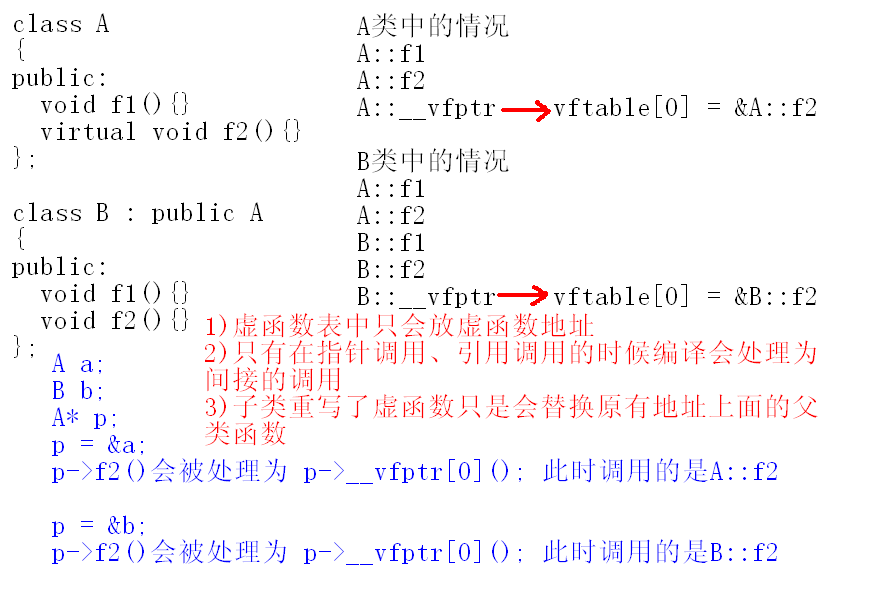 class A
{
public:
  void f1(){}
  virtual void f2(){}
};
class B : public A
{
public:
  void f1(){}
  void f2(){}
};
A类中的情况
A::f1
A::f2
A::__vfptr vftable[0] = &A::f2
B类中的情况
A::f1
A::f2
B::f1
B::f2
B::__vfptr vftable[0] = &B::f2
1)虚函数表中只会放虚函数地址
2)只有在指针调用、引用调用的时候编译会处理为
间接的调用
3)子类重写了虚函数只是会替换原有地址上面的父
类函数
A a;
B b;
A* p;
p = &a;
p->f2()会被处理为 p->__vfptr[0](); 此时调用的是A::f2
p = &b;
p->f2()会被处理为 p->__vfptr[0](); 此时调用的是B::f2